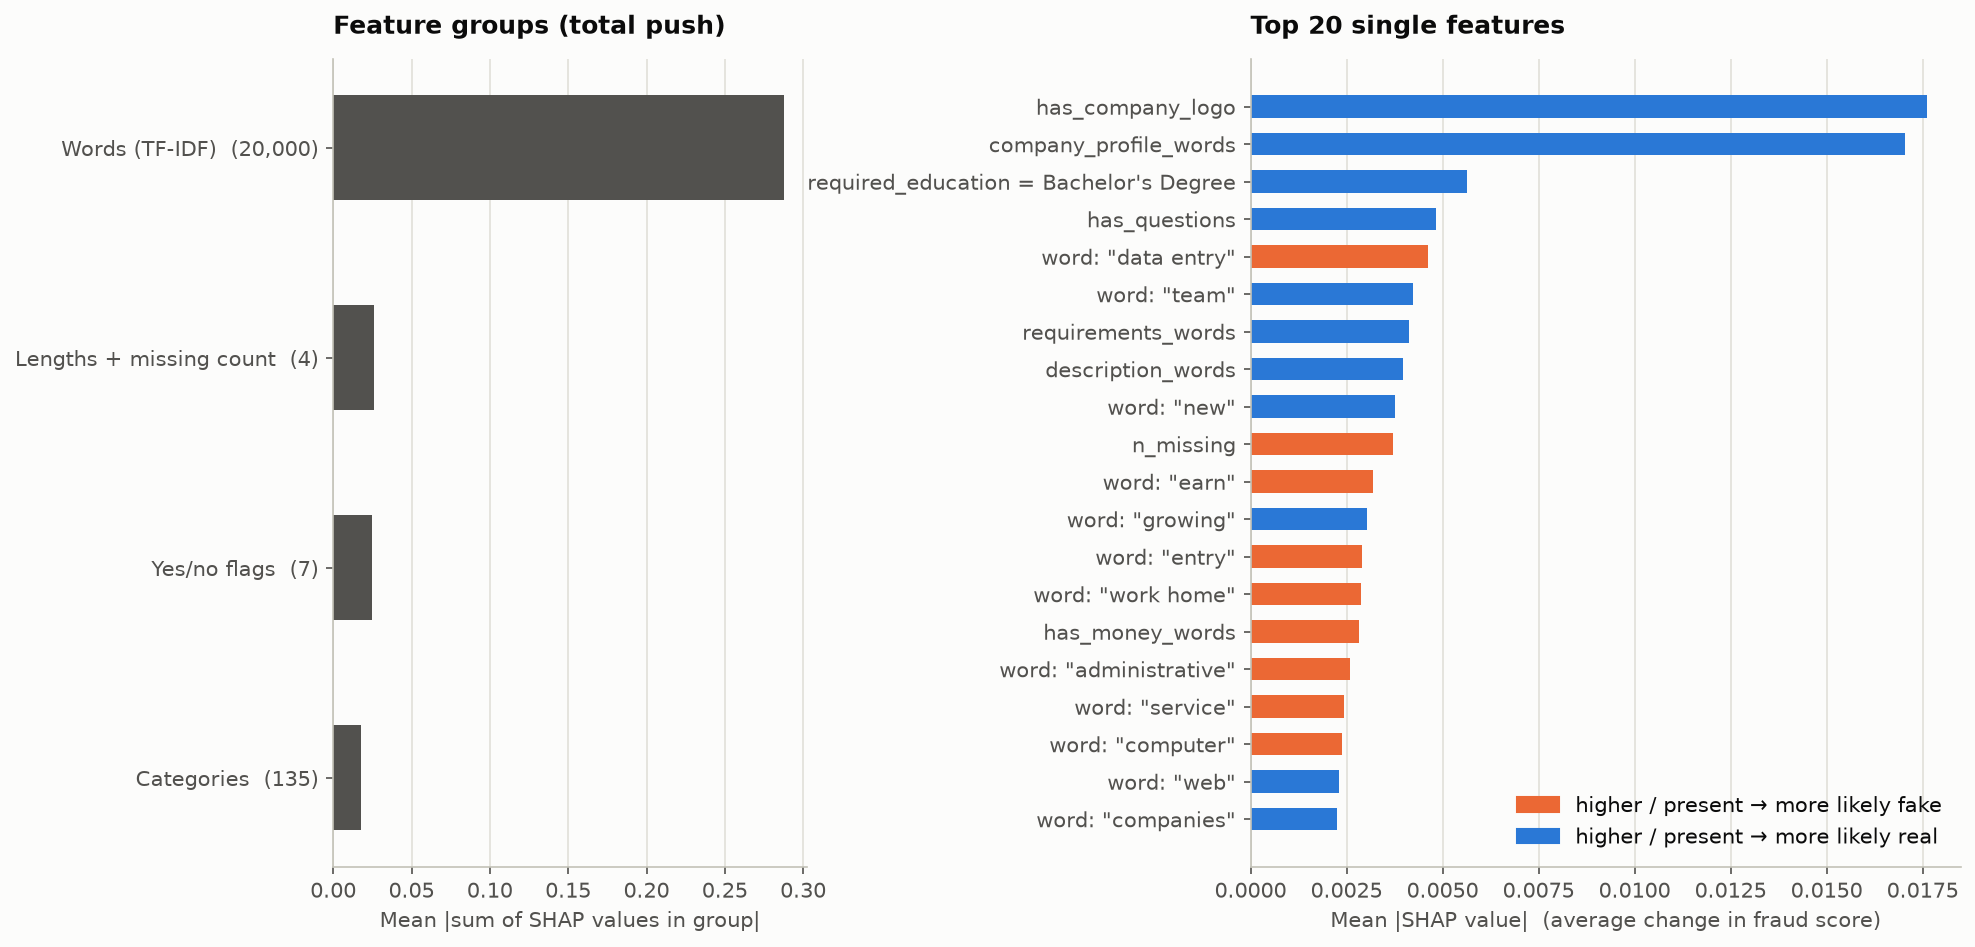 Feature groups (total push)
Words (TF-IDF)  (20,000)
Lengths + missing count  (4)
Yes/no flags  (7)
Categories  (135)
0.00 0.05 0.10 0.15 0.20 0.25 0.30
Mean |sum of SHAP values in group|
Top 20 single features
has_company_logo
company_profile_words
required_education = Bachelor's Degree
has_questions
word: "data entry"
word: "team"
requirements_words
description_words
word: "new"
n_missing
word: "earn"
word: "growing"
word: "entry"
word: "work home"
has_money_words
word: "administrative"
word: "service"
word: "computer"
word: "web"
word: "companies"
higher / present → more likely fake
higher / present → more likely real
0.0000 0.0025 0.0050 0.0075 0.0100 0.0125 0.0150 0.0175
Mean |SHAP value|  (average change in fraud score)